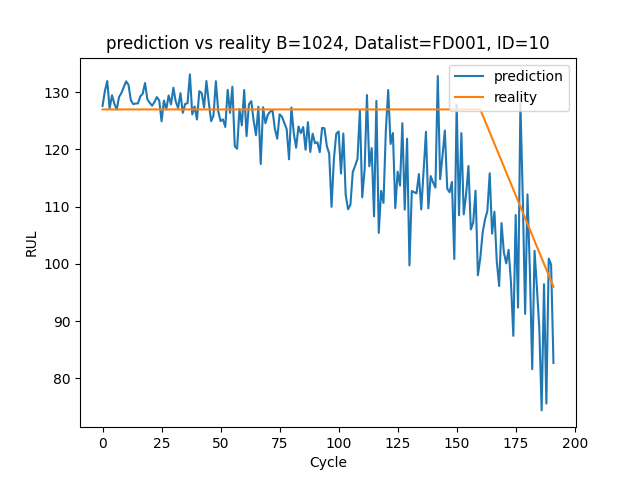 prediction vs reality B=1024, Datalist=FD001, ID=10
prediction
reality
130
120
110
100
90
80
RUL
0 25 50 75 100 125 150 175 200
Cycle